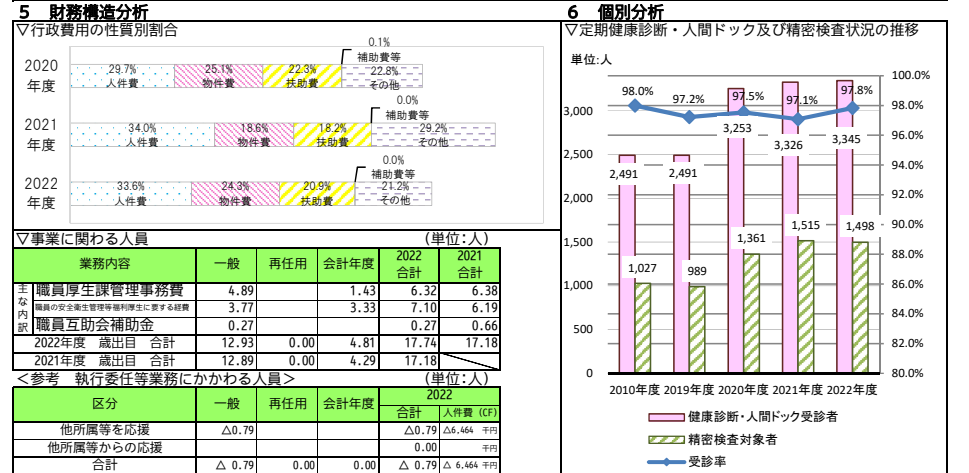 5 財務構造分析
▽行政費用の性質別割合
0.1%
補助費等
2020
年度
29.7%
人件費
25.1%
物件費
22.3%
扶助費
22.8%
その他
0.0%
補助費等
2021
年度
34.0%
人件費
18.6%
物件費
18.2%
扶助費
29.2%
その他
0.0%
補助費等
2022
年度
33.6%
人件費
24.3%
物件費
20.9%
扶助費
21.2%
その他
▽事業に関わる人員 (単位:人)
業務内容 一般 再任用 会計年度 2022合計 2021合計
主な内訳
職員厚生課管理事務費 4.89 1.43 6.32 6.38
職員の安全衛生管理等福利厚生に要する経費 3.77 3.33 7.10 6.19
職員互助会補助金 0.27 0.27 0.66
2022年度 歳出目 合計 12.93 0.00 4.81 17.74 17.18
2021年度 歳出目 合計 12.89 0.00 4.29 17.18
<参考 執行委任等業務にかかわる人員> (単位:人)
区分 一般 再任用 会計年度 2022
合計 人件費 (CF)
他所属等を応援 △0.79 △0.79 △6,464 千円
他所属等からの応援 0.00 千円
合計 △ 0.79 0.00 0.00 △ 0.79 △ 6,464 千円
6 個別分析
▽定期健康診断・人間ドック及び精密検査状況の推移
単位:人
98.0% 97.2% 97.5% 97.1% 97.8%
2,491 2,491 3,253 3,326 3,345
1,027 989 1,361 1,515 1,498
3,000
2,500
2,000
1,500
1,000
500
0
100.0%
98.0%
96.0%
94.0%
92.0%
90.0%
88.0%
86.0%
84.0%
82.0%
80.0%
2010年度 2019年度 2020年度 2021年度 2022年度
健康診断・人間ドック受診者
精密検査対象者
受診率